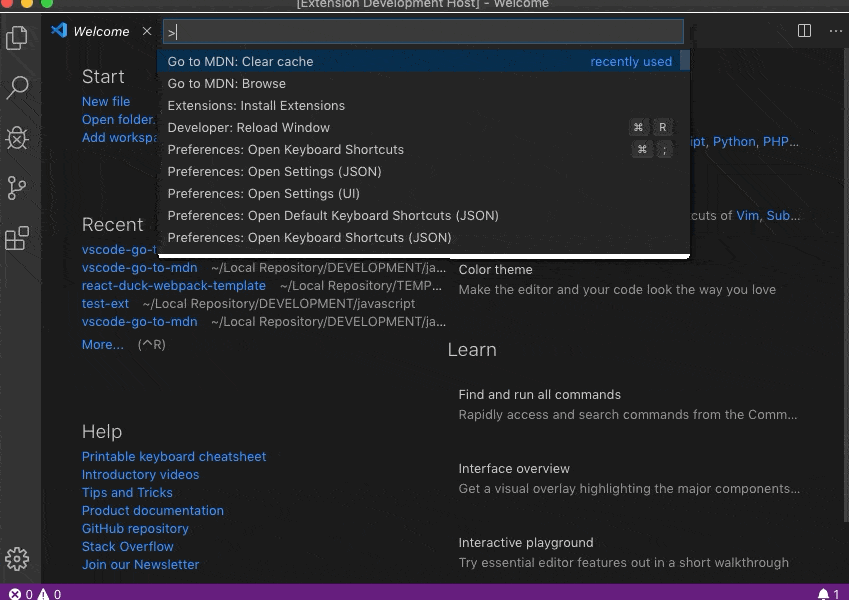 [Extension Development Host] - Welcome
Welcome
>
Go to MDN: Clear cache recently used
Go to MDN: Browse
Extensions: Install Extensions
Developer: Reload Window ⌘ R
Preferences: Open Keyboard Shortcuts ⌘ ;
Preferences: Open Settings (JSON)
Preferences: Open Settings (UI)
Preferences: Open Default Keyboard Shortcuts (JSON)
Preferences: Open Keyboard Shortcuts (JSON)
Start
New file
Open folder.
Add workspa
Recent
vscode-go-t
vscode-go-to-mdn ~/Local Repository/DEVELOPMENT/ja...
react-duck-webpack-template ~/Local Repository/TEMP...
test-ext ~/Local Repository/DEVELOPMENT/javascript
vscode-go-to-mdn ~/Local Repository/DEVELOPMENT/ja...
More... (^R)
Help
Printable keyboard cheatsheet
Introductory videos
Tips and Tricks
Product documentation
GitHub repository
Stack Overflow
Join our Newsletter
ipt, Python, PHP...
cuts of Vim, Sub...
Color theme
Make the editor and your code look the way you love
Learn
Find and run all commands
Rapidly access and search commands from the Comm...
Interface overview
Get a visual overlay highlighting the major components...
Interactive playground
Try essential editor features out in a short walkthrough
0 0 1